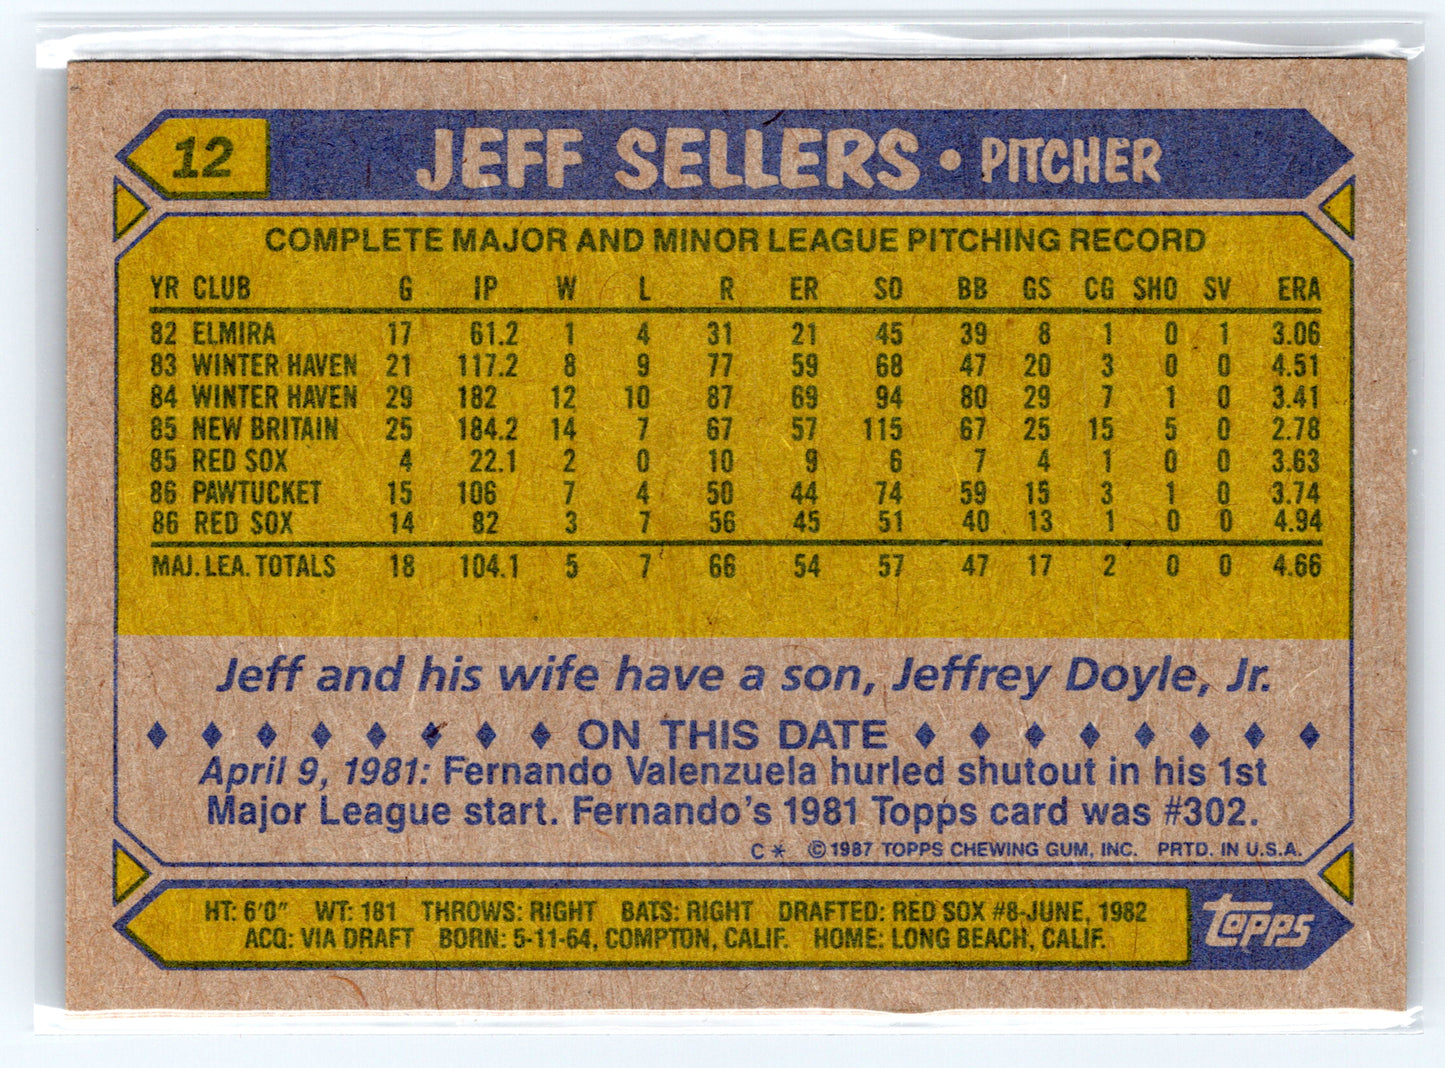 12 JEFF SELLERS • PITCHER
COMPLETE MAJOR AND MINOR LEAGUE PITCHING RECORD
YR CLUB G IP W L R ER SO BB GS CG SHO SV ERA
82 ELMIRA 17 61.2 1 4 31 21 45 39 8 1 0 1 3.06
83 WINTER HAVEN 21 117.2 8 9 77 59 68 47 20 3 0 0 4.51
84 WINTER HAVEN 29 182 12 10 87 69 94 80 29 7 1 0 3.41
85 NEW BRITAIN 25 184.2 14 7 67 57 115 67 25 15 5 0 2.78
85 RED SOX 4 22.1 2 0 10 9 6 7 4 1 0 0 3.63
86 PAWTUCKET 15 106 7 4 50 44 74 59 15 3 1 0 3.74
86 RED SOX 14 82 3 7 56 45 51 40 13 1 0 0 4.94
MAJ. LEA. TOTALS 18 104.1 5 7 66 54 57 47 17 2 0 0 4.66
Jeff and his wife have a son, Jeffrey Doyle, Jr.
ON THIS DATE
April 9, 1981: Fernando Valenzuela hurled shutout in his 1st
Major League start. Fernando's 1981 Topps card was #302.
C * © 1987 TOPPS CHEWING GUM, INC. PRTD. IN U.S.A.
HT: 6'0" WT: 181 THROWS: RIGHT BATS: RIGHT DRAFTED: RED SOX #8-JUNE, 1982
ACQ: VIA DRAFT BORN: 5-11-64, COMPTON, CALIF. HOME: LONG BEACH, CALIF.
topps